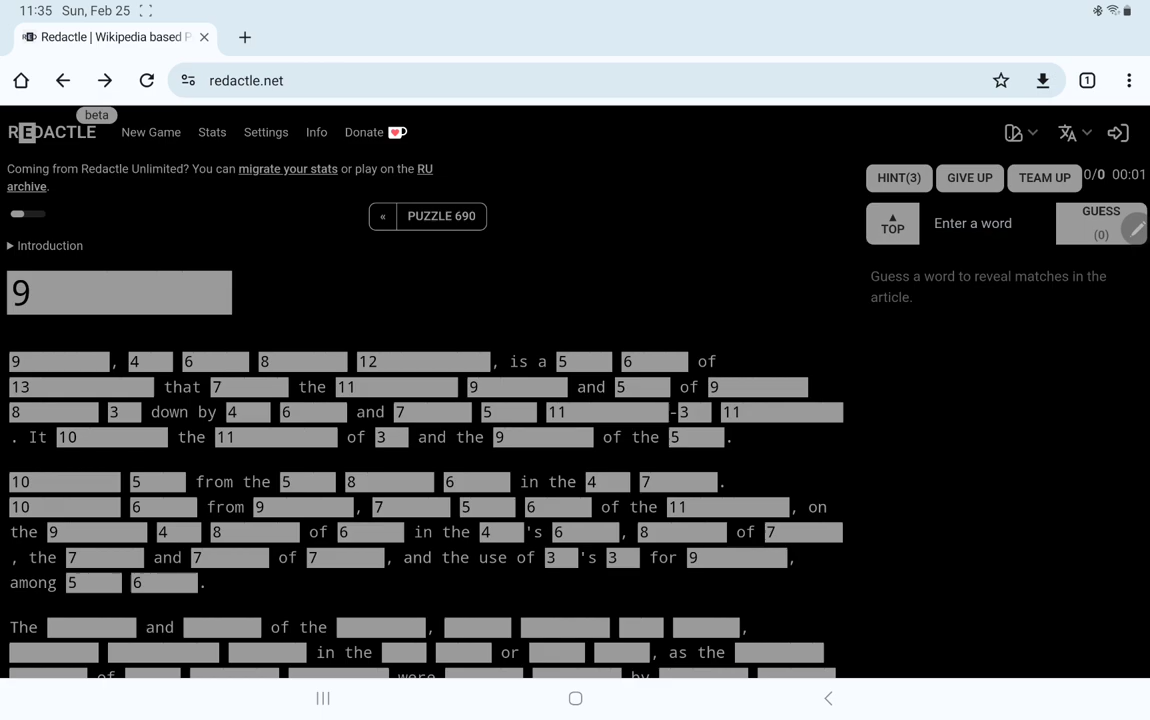 11:35 Sun, Feb 25
Redactle | Wikipedia based P
redactle.net
1
beta
REDACTLE New Game Stats Settings Info Donate
Coming from Redactle Unlimited? You can migrate your stats or play on the RU
archive.
HINT(3) GIVE UP TEAM UP 0/0 00:01
« PUZZLE 690
▲
TOP
Enter a word
GUESS
(0)
▶ Introduction
Guess a word to reveal matches in the
article.
9
9, 4 6 8 12, is a 5 6 of
13 that 7 the 11 9 and 5 of 9
8 3 down by 4 6 and 7 5 11-3 11
. It 10 the 11 of 3 and the 9 of the 5.
10 5 from the 5 8 6 in the 4 7.
10 6 from 9, 7 5 6 of the 11, on
the 9 4 8 of 6 in the 4's 6, 8 of 7
, the 7 and 7 of 7, and the use of 3's 3 for 9,
among 5 6.
The and of the , ,
in the or , as the
of were by